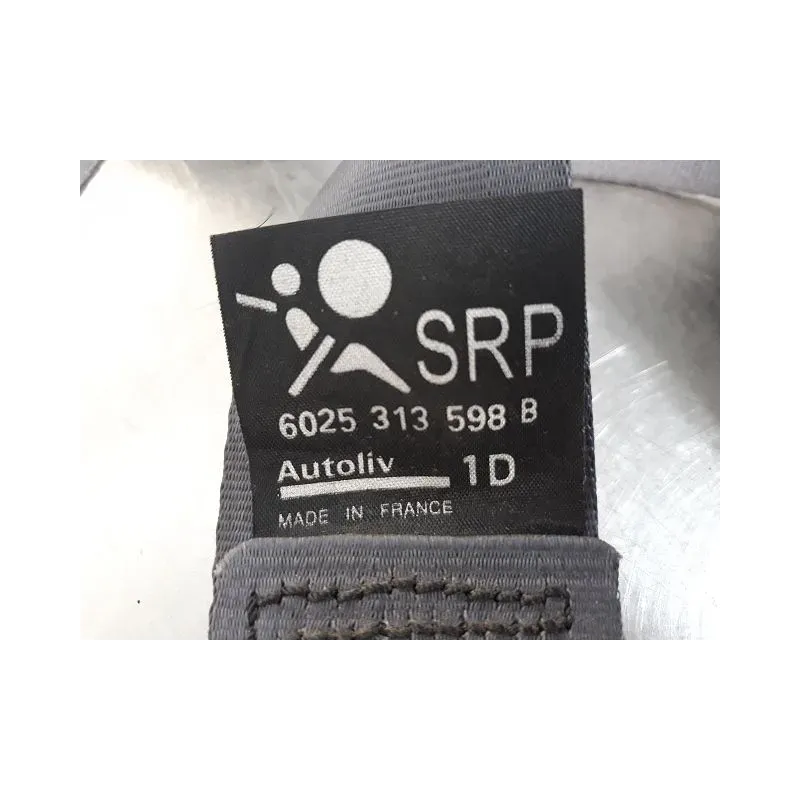 SRP
6025 313 598 B
Autoliv 1D
MADE IN FRANCE